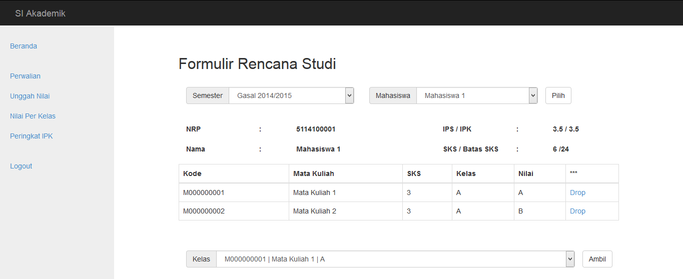 SI Akademik
Beranda
Perwalian
Unggah Nilai
Nilai Per Kelas
Peringkat IPK
Logout
Formulir Rencana Studi
Semester Gasal 2014/2015 Mahasiswa Mahasiswa 1 Pilih
NRP : 5114100001 IPS / IPK : 3.5 / 3.5
Nama : Mahasiswa 1 SKS / Batas SKS : 6 /24
Kode Mata Kuliah SKS Kelas Nilai ***
M000000001 Mata Kuliah 1 3 A A Drop
M000000002 Mata Kuliah 2 3 A B Drop
Kelas M000000001 | Mata Kuliah 1 | A Ambil